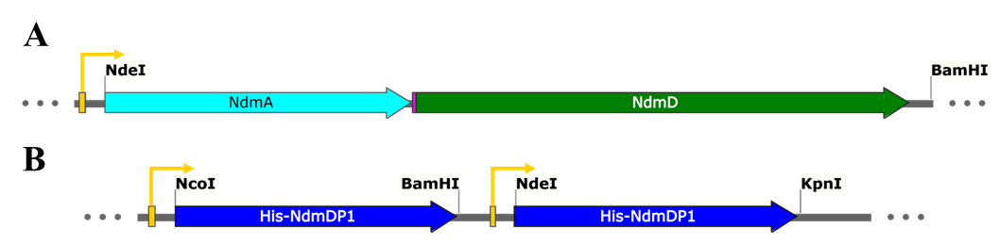 A
NdeI
BamHI
NdmA
NdmD
B
NcoI
BamHI
NdeI
KpnI
His-NdmDP1
His-NdmDP1